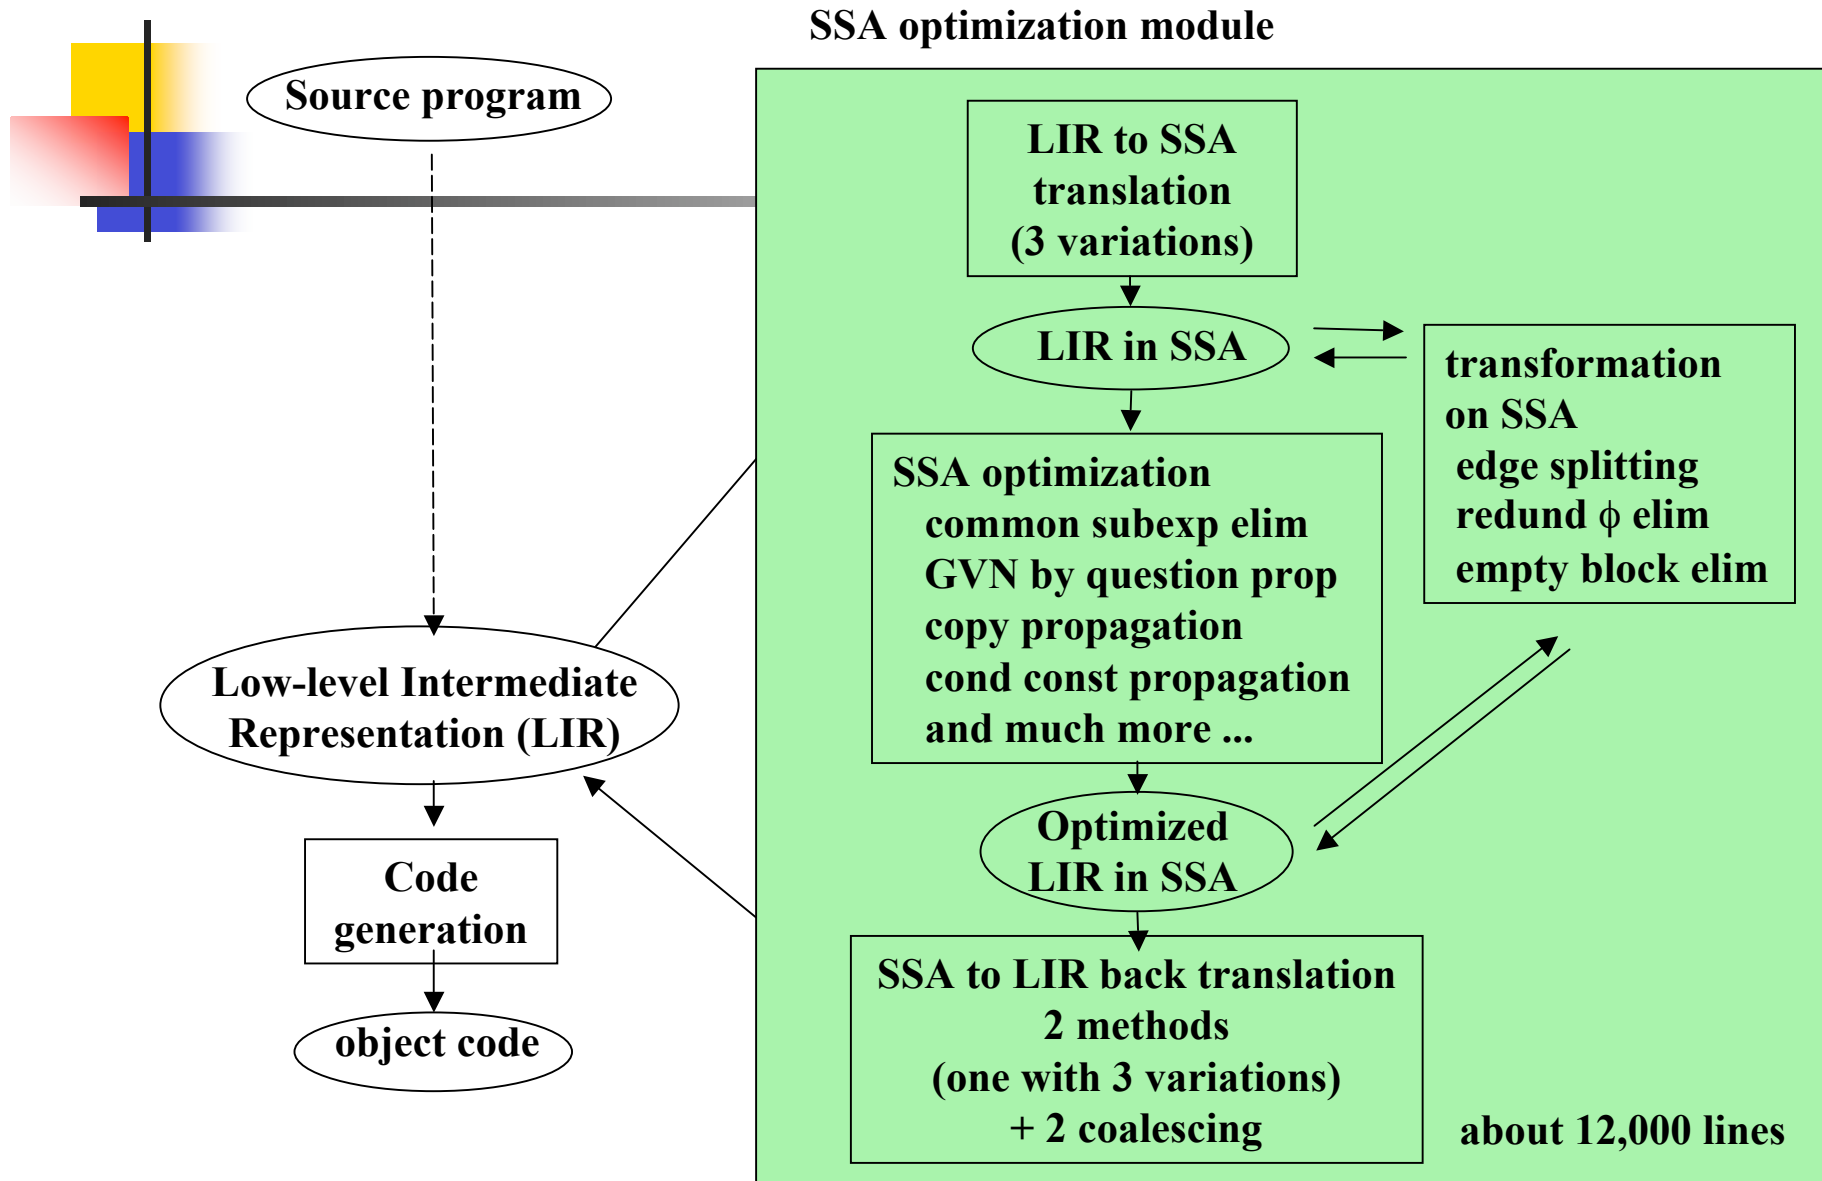 SSA optimization module
Source program
Low-level Intermediate
Representation (LIR)
Code
generation
object code
LIR to SSA
translation
(3 variations)
LIR in SSA
transformation
on SSA
edge splitting
redund ϕ elim
empty block elim
SSA optimization
common subexp elim
GVN by question prop
copy propagation
cond const propagation
and much more ...
Optimized
LIR in SSA
SSA to LIR back translation
2 methods
(one with 3 variations)
+ 2 coalescing
about 12,000 lines